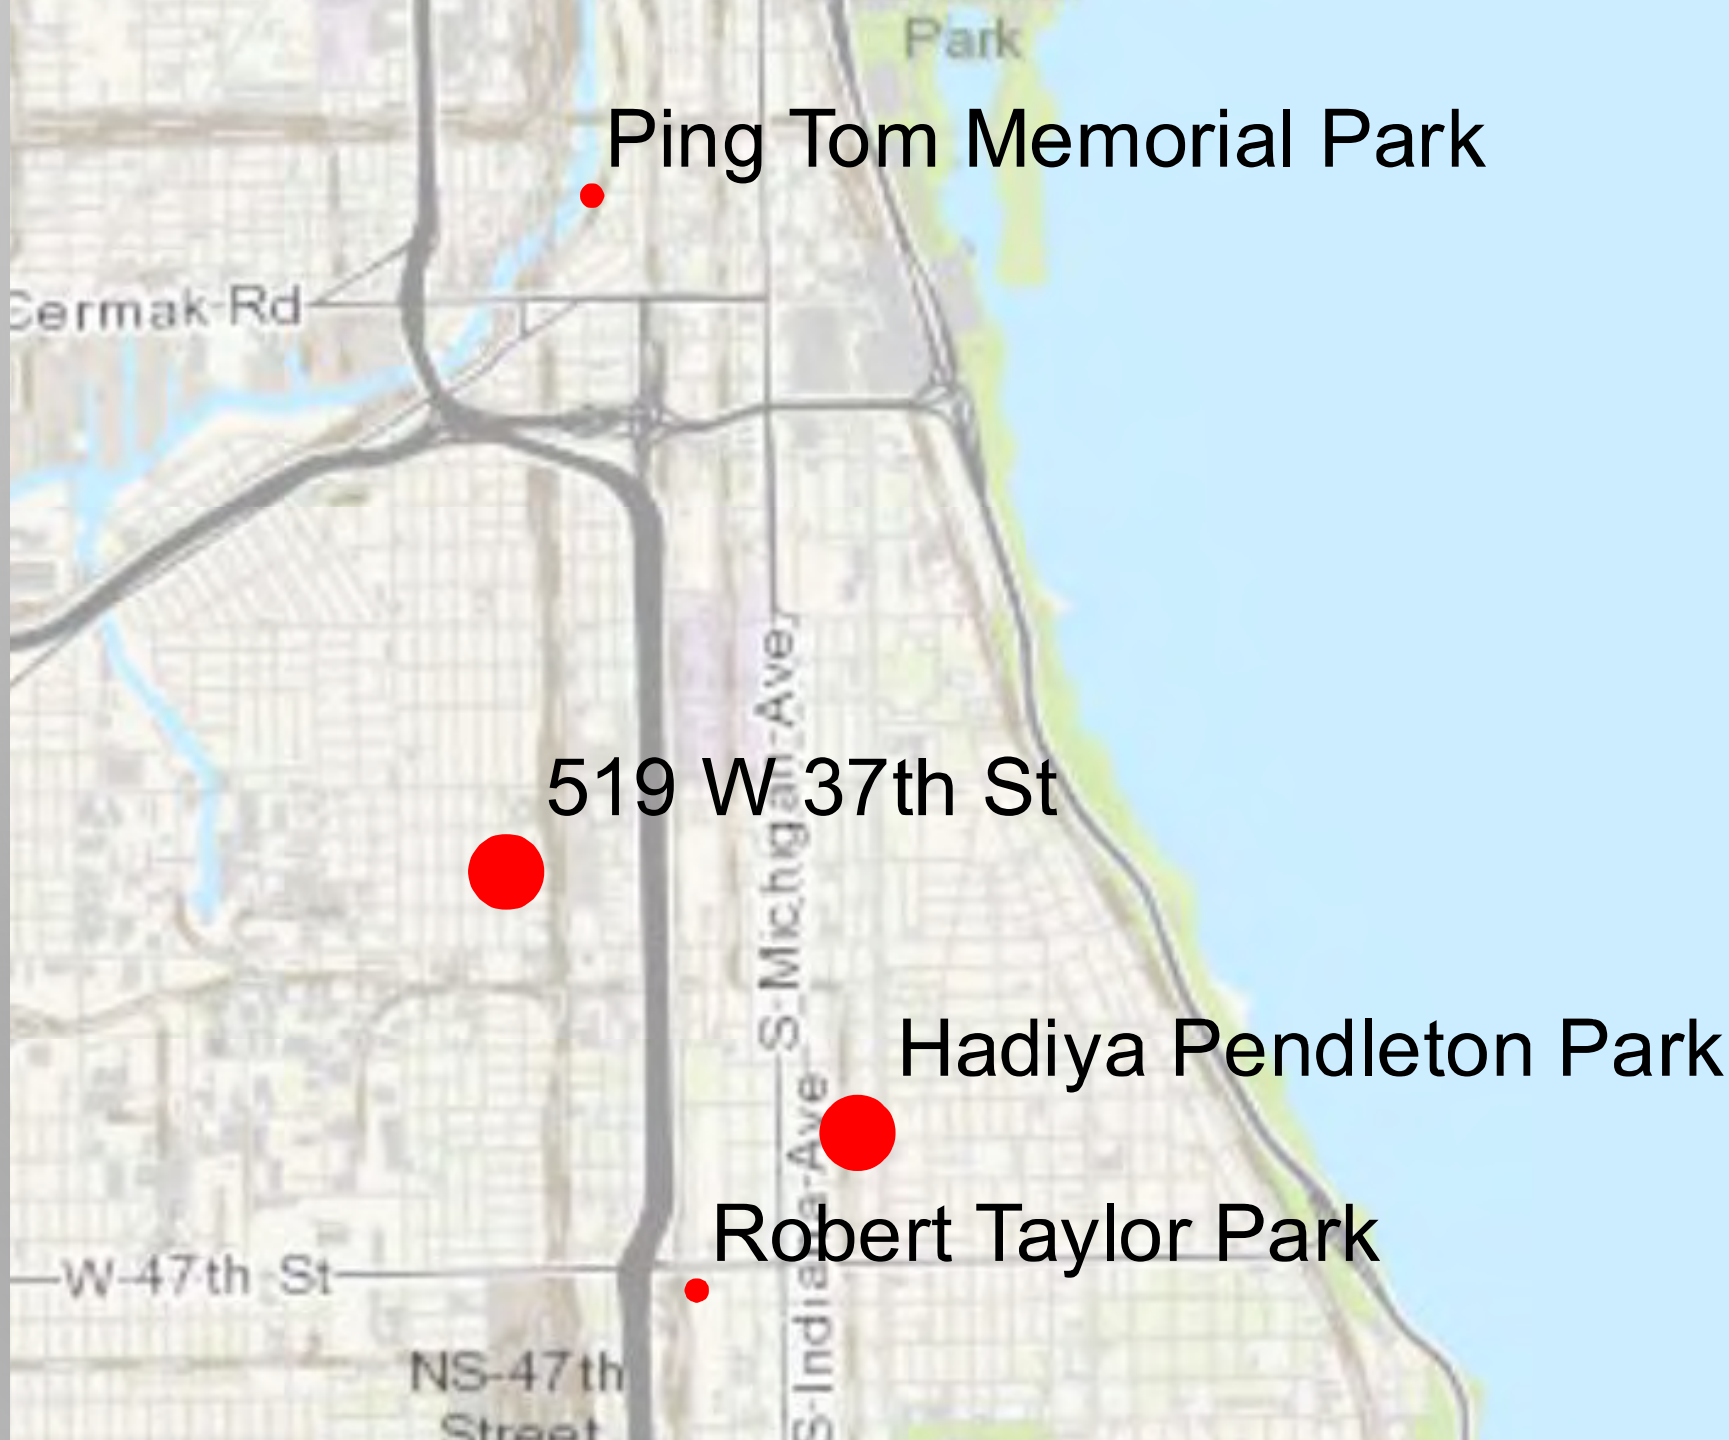 Park
Ping Tom Memorial Park
Cermak Rd
519 W 37th St
S Michigan Ave
Hadiya Pendleton Park
S Indiana Ave
Robert Taylor Park
W 47th St
NS-47th
Street